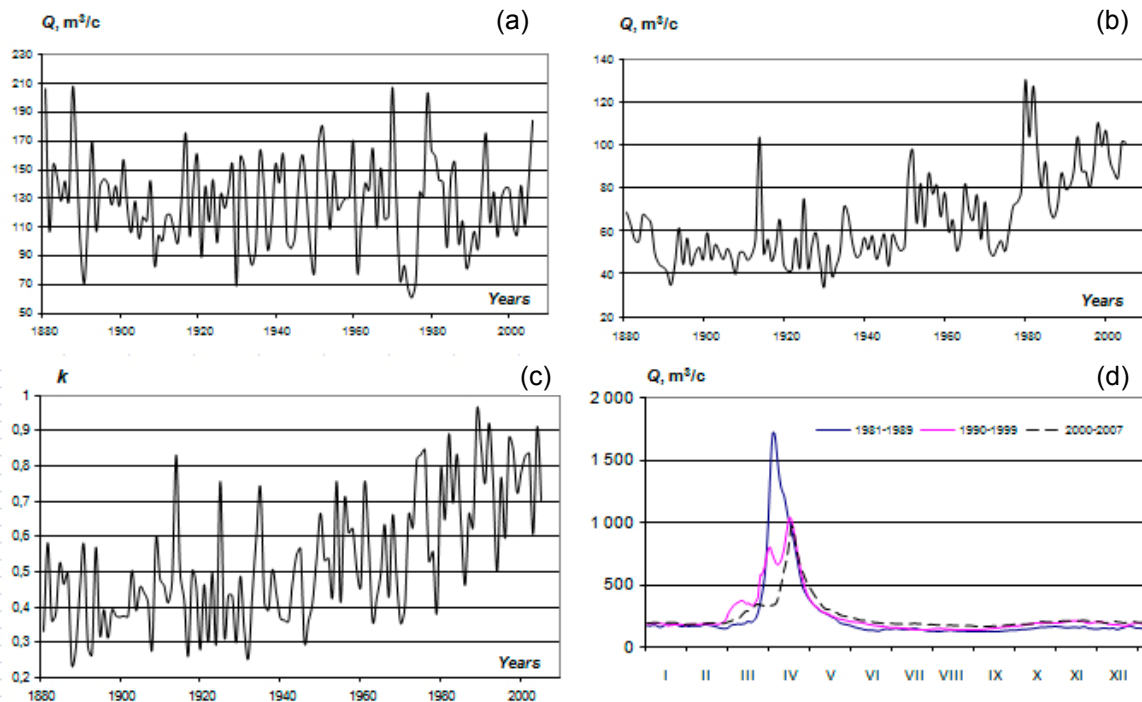 Q, m³/c (a)
230
210
190
170
150
130
110
90
70
50
Years
1880 1900 1920 1940 1960 1980 2000
Q, m³/c (b)
140
120
100
80
60
40
20
Years
1880 1900 1920 1940 1960 1980 2000
k (c)
1
0,9
0,8
0,7
0,6
0,5
0,4
0,3
0,2
Years
1880 1900 1920 1940 1960 1980 2000
Q, m³/c (d)
2 000
1981-1989 1990-1999 2000-2007
1 500
1 000
500
0
I II III IV V VI VII VIII IX X XI XII